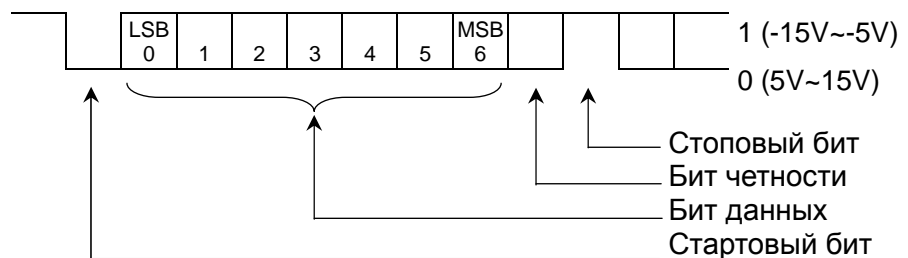 LSB MSB 1 (-15V~-5V)
0 1 2 3 4 5 6
0 (5V~15V)
Стоповый бит
Бит четности
Бит данных
Стартовый бит